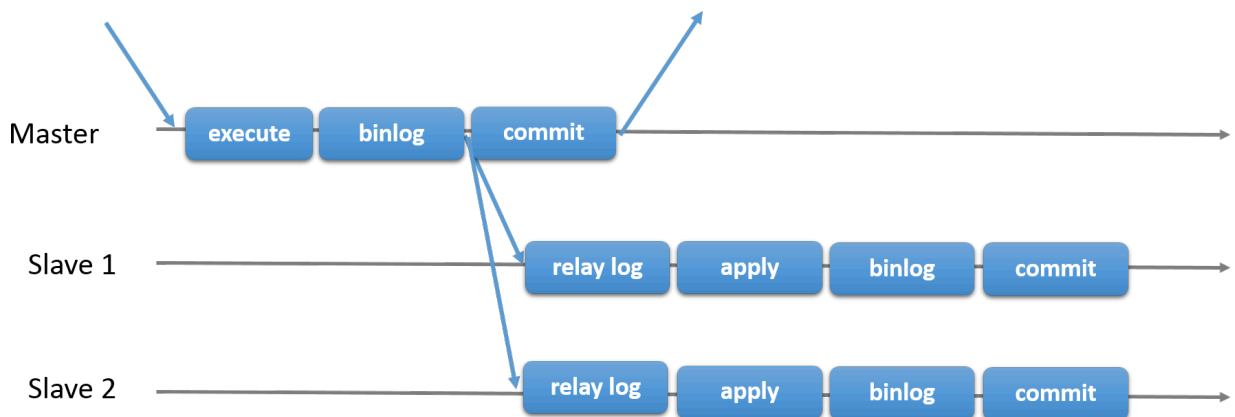 Master execute binlog commit
Slave 1 relay log apply binlog commit
Slave 2 relay log apply binlog commit